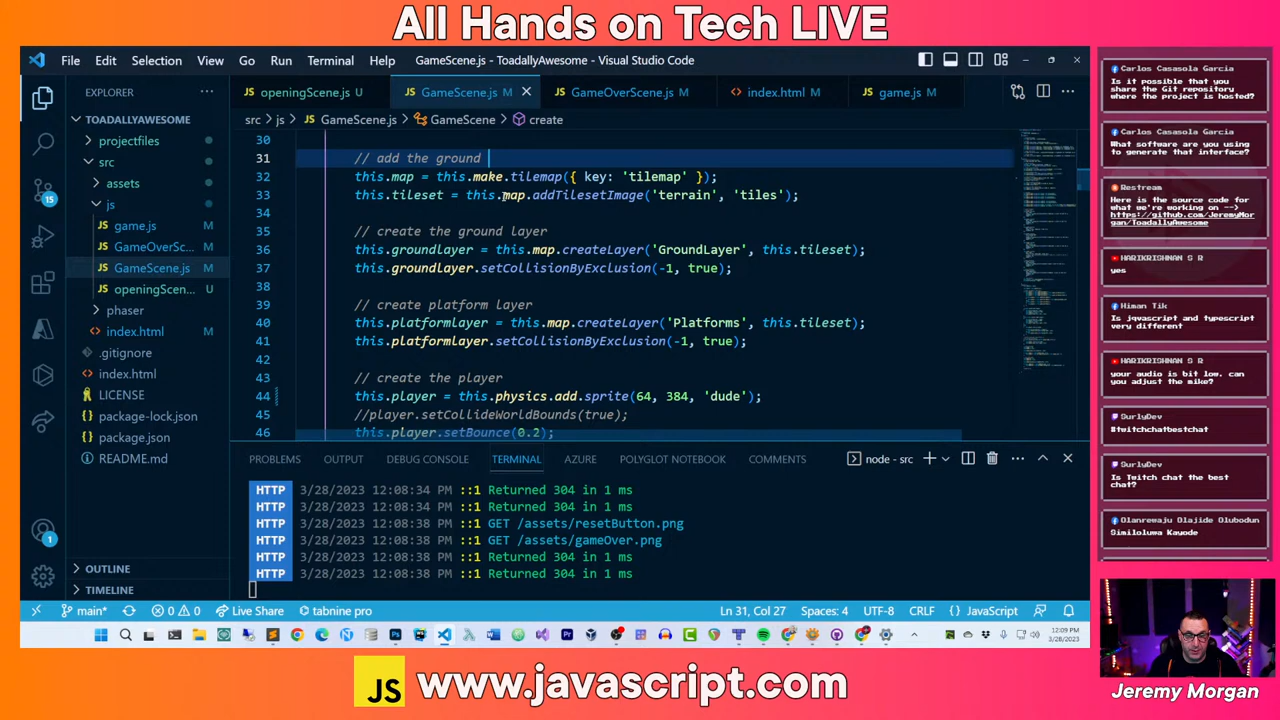 All Hands on Tech LIVE
File Edit Selection View Go Run Terminal Help
GameScene.js - ToadallyAwesome - Visual Studio Code
EXPLORER
openingScene.js U
GameScene.js M
GameOverScene.js M
index.html M
game.js M
TOADALLYAWESOME
src > js > GameScene.js > GameScene > create
projectfiles
src
assets
js
game.js M
GameOverSc... M
GameScene.js M
openingScen... U
phaser
index.html M
.gitignore
index.html
LICENSE
package-lock.json
package.json
README.md
OUTLINE
TIMELINE
15
1
30
31 // add the ground
32 this.map = this.make.tilemap({ key: 'tilemap' });
33 this.tileset = this.map.addTilesetImage('terrain', 'tiles');
34
35 // create the ground layer
36 this.groundlayer = this.map.createLayer('GroundLayer', this.tileset);
37 this.groundlayer.setCollisionByExclusion(-1, true);
38
39 // create platform layer
40 this.platformlayer = this.map.createLayer('Platforms', this.tileset);
41 this.platformlayer.setCollisionByExclusion(-1, true);
42
43 // create the player
44 this.player = this.physics.add.sprite(64, 384, 'dude');
45 //player.setCollideWorldBounds(true);
46 this.player.setBounce(0.2);
PROBLEMS OUTPUT DEBUG CONSOLE TERMINAL AZURE POLYGLOT NOTEBOOK COMMENTS
node - src
HTTP 3/28/2023 12:08:34 PM ::1 Returned 304 in 1 ms
HTTP 3/28/2023 12:08:34 PM ::1 Returned 304 in 1 ms
HTTP 3/28/2023 12:08:38 PM ::1 GET /assets/resetButton.png
HTTP 3/28/2023 12:08:38 PM ::1 GET /assets/gameOver.png
HTTP 3/28/2023 12:08:38 PM ::1 Returned 304 in 1 ms
HTTP 3/28/2023 12:08:38 PM ::1 Returned 304 in 1 ms
main* 0 0 Live Share tabnine pro
Ln 31, Col 27 Spaces: 4 UTF-8 CRLF {} JavaScript
12:09 PM
3/28/2023
Carlos Casasola Garcia
Is it possible that you
share the Git repository
where the project is hosted?
Carlos Casasola Garcia
What software are you using
to generate that interface?
Restream
Here is the source code for
what we're working on -->
https://github.com/JeremyMor
gan/ToadallyAwesome
HARIKRISHNAN S R
yes
Himan Tik
Is jqvascript and typescript
very different
HARIKRISHNAN S R
your audio is bit low, can
you adjust the mike?
SurlyDev
#twitchchatbestchat
SurlyDev
Is Twitch chat the best
chat?
Olanrewaju Olajide Olubodun
Similoluwa Kayode
JS www.javascript.com
Jeremy Morgan